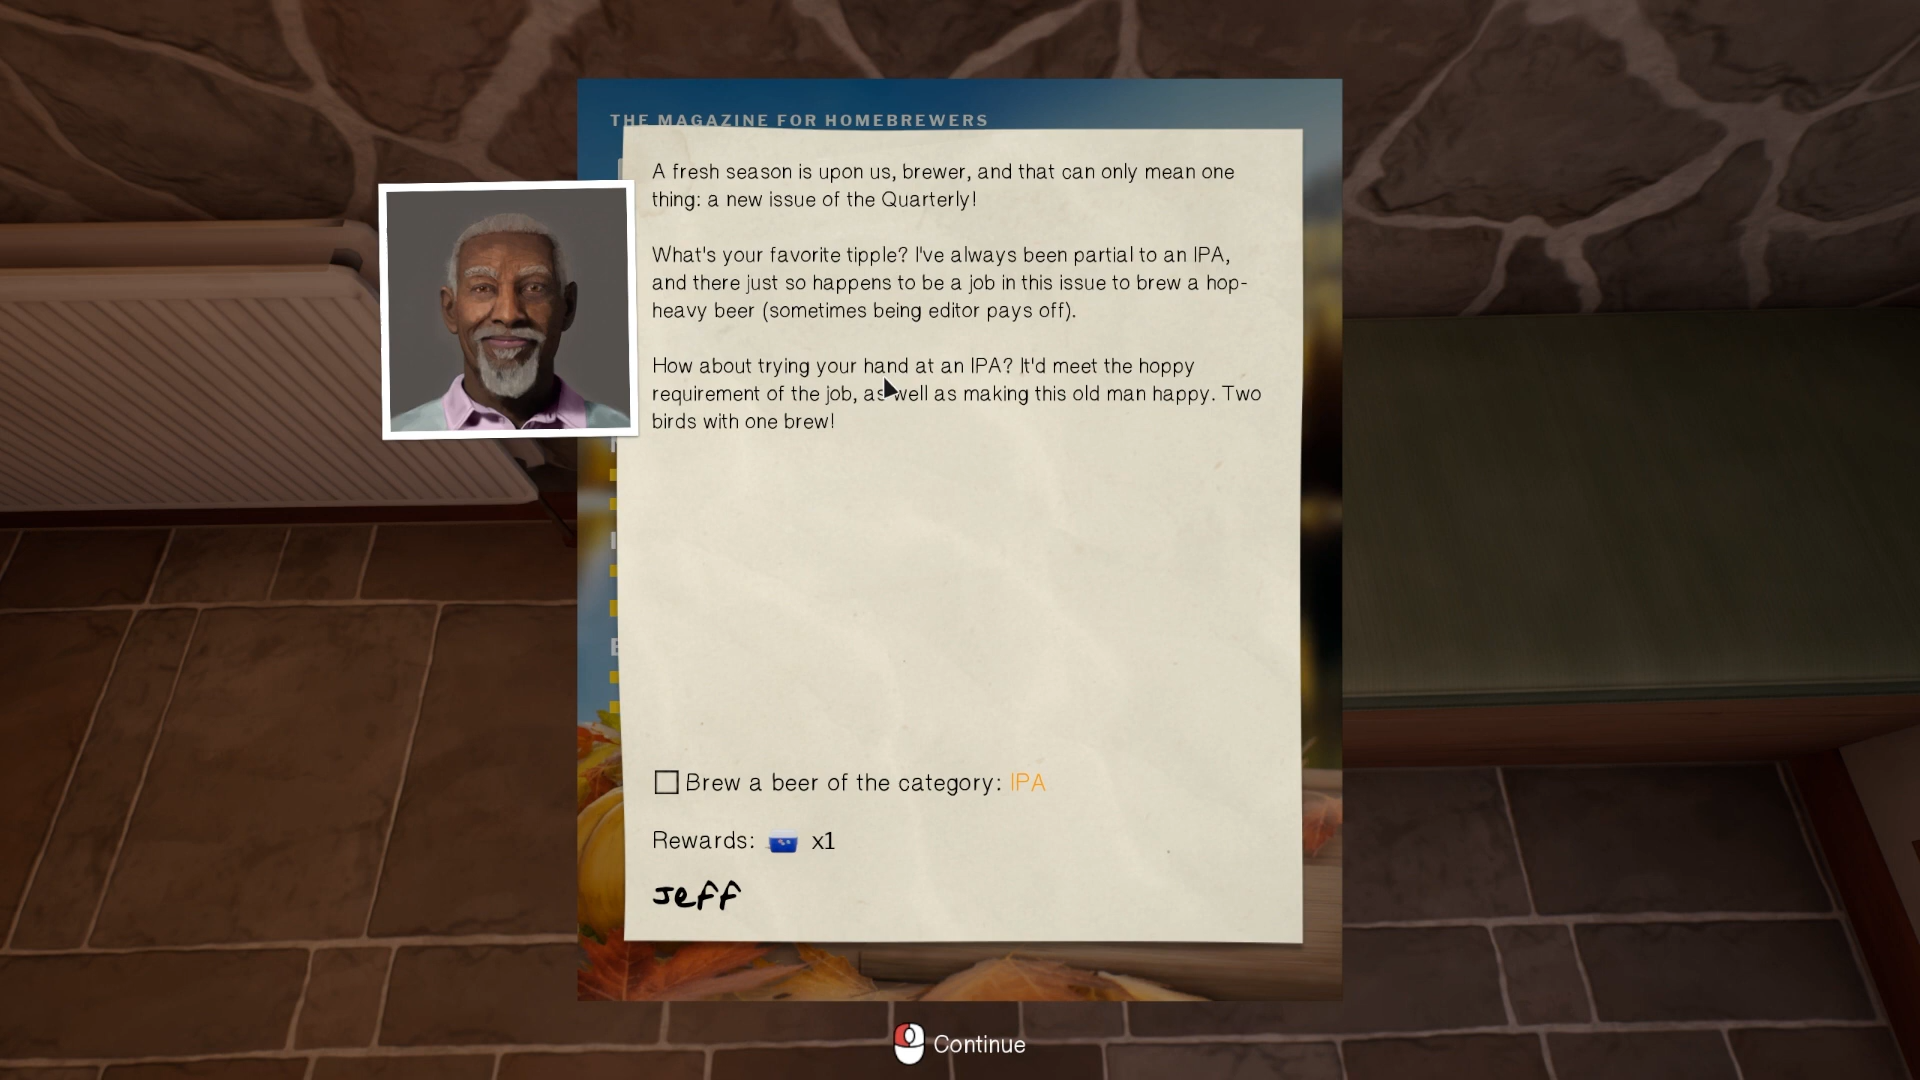 THE MAGAZINE FOR HOMEBREWERS
A fresh season is upon us, brewer, and that can only mean one
thing: a new issue of the Quarterly!
What's your favorite tipple? I've always been partial to an IPA,
and there just so happens to be a job in this issue to brew a hop-
heavy beer (sometimes being editor pays off).
How about trying your hand at an IPA? It'd meet the hoppy
requirement of the job, as well as making this old man happy. Two
birds with one brew!
Brew a beer of the category: IPA
Rewards: x1
Jeff
Continue